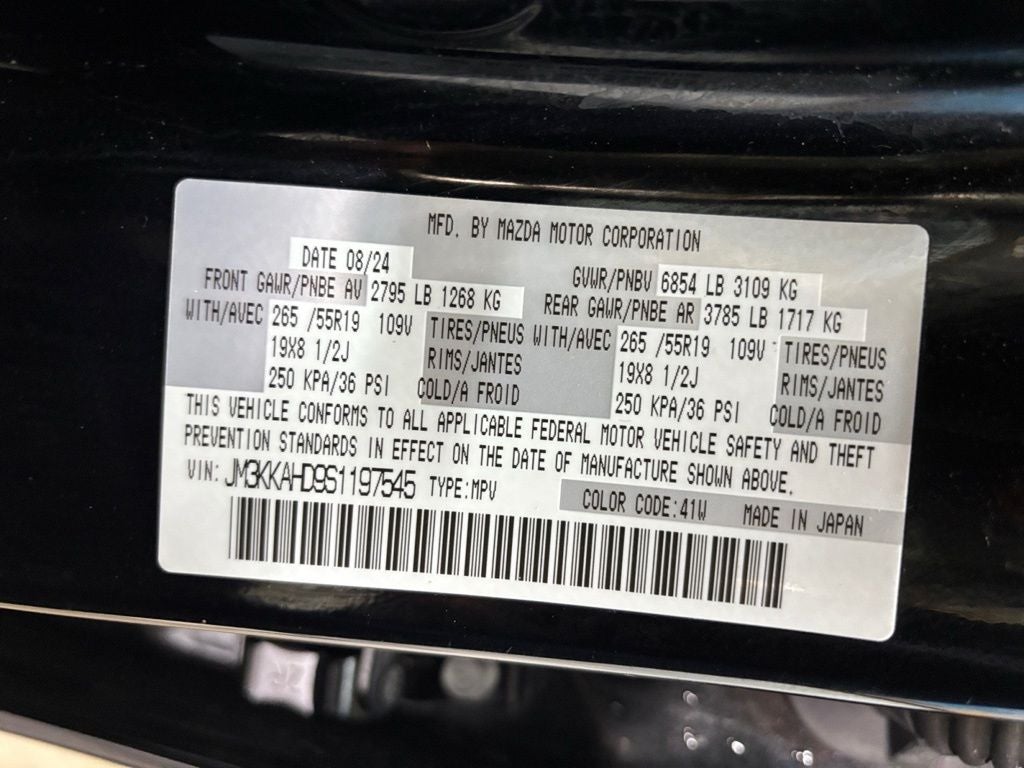 MFD. BY MAZDA MOTOR CORPORATION
DATE 08/24
GVWR/PNBV 6854 LB 3109 KG
FRONT GAWR/PNBE AV 2795 LB 1268 KG
REAR GAWR/PNBE AR 3785 LB 1717 KG
WITH/AVEC 265 /55R19 109V TIRES/PNEUS WITH/AVEC 265 /55R19 109V TIRES/PNEUS
19X8 1/2J RIMS/JANTES 19X8 1/2J RIMS/JANTES
250 KPA/36 PSI COLD/A FROID 250 KPA/36 PSI COLD/A FROID
THIS VEHICLE CONFORMS TO ALL APPLICABLE FEDERAL MOTOR VEHICLE SAFETY AND THEFT
PREVENTION STANDARDS IN EFFECT ON THE DATE OF MANUFACTURE SHOWN ABOVE.
VIN: JM3KKAHD9S1197545 TYPE:MPV
COLOR CODE:41W MADE IN JAPAN